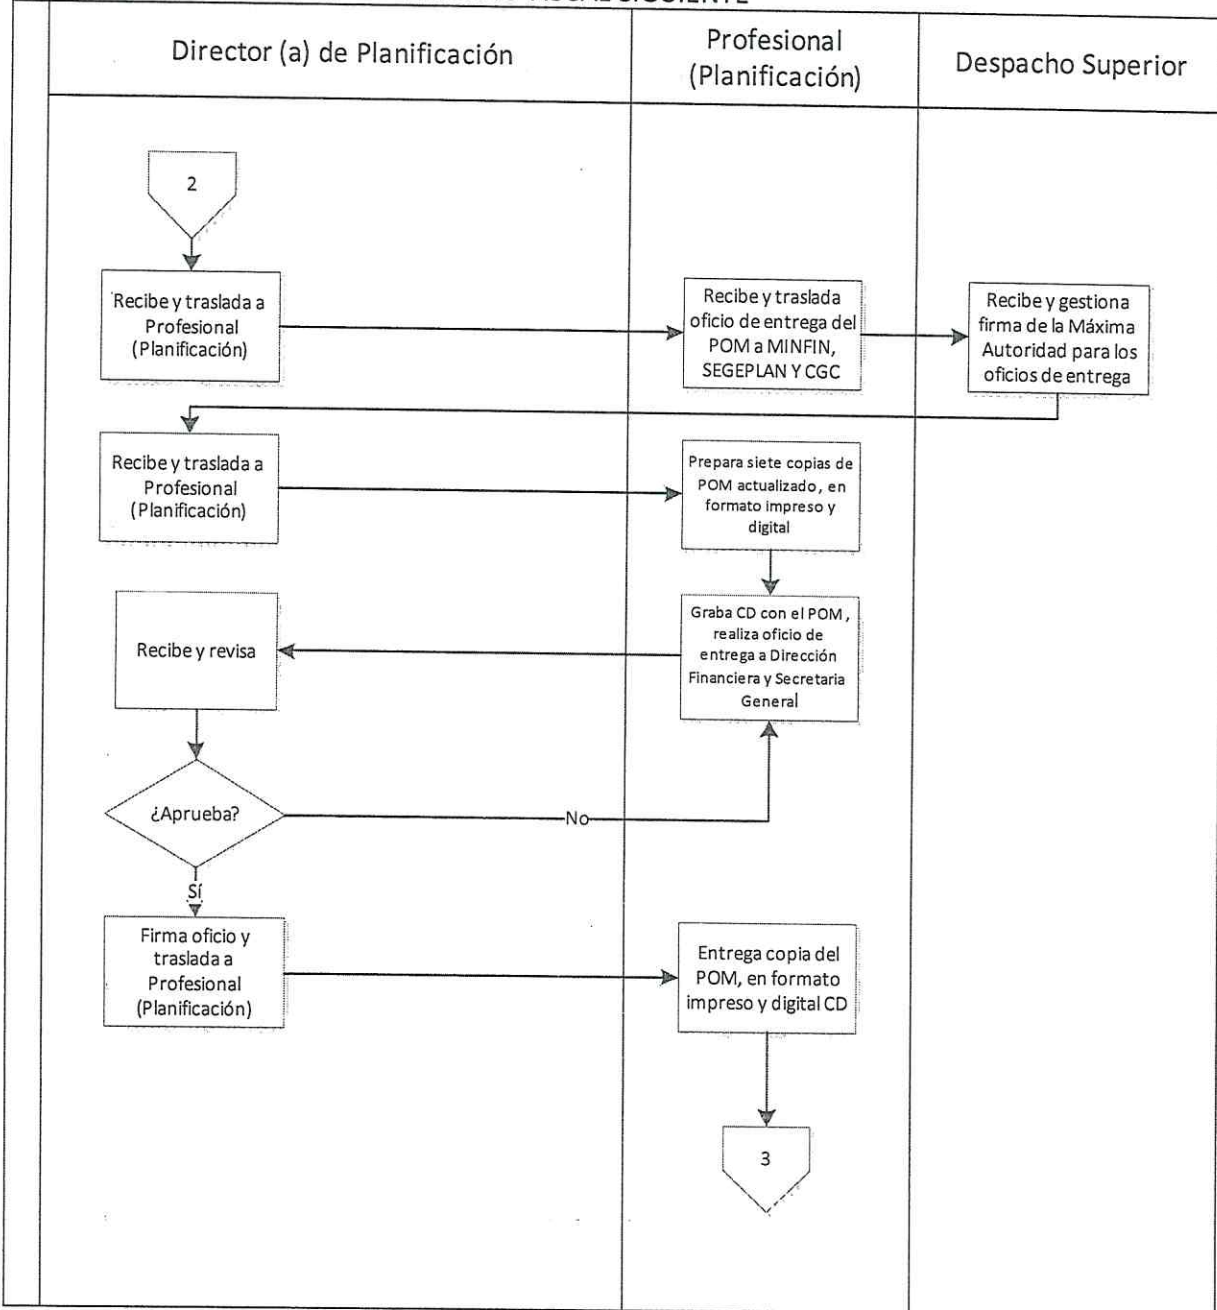 SIGUIENTE
Director (a) de Planificación
Profesional
(Planificación)
Despacho Superior
2
Recibe y traslada a
Profesional
(Planificación)
Recibe y traslada
oficio de entrega del
POM a MINFIN,
SEGEPLAN Y CGC
Recibe y gestiona
firma de la Máxima
Autoridad para los
oficios de entrega
Recibe y traslada a
Profesional
(Planificación)
Prepara siete copias de
POM actualizado, en
formato impreso y
digital
Recibe y revisa
Graba CD con el POM,
realiza oficio de
entrega a Dirección
Financiera y Secretaria
General
¿Aprueba?
No
Sí
Firma oficio y
traslada a
Profesional
(Planificación)
Entrega copia del
POM, en formato
impreso y digital CD
3